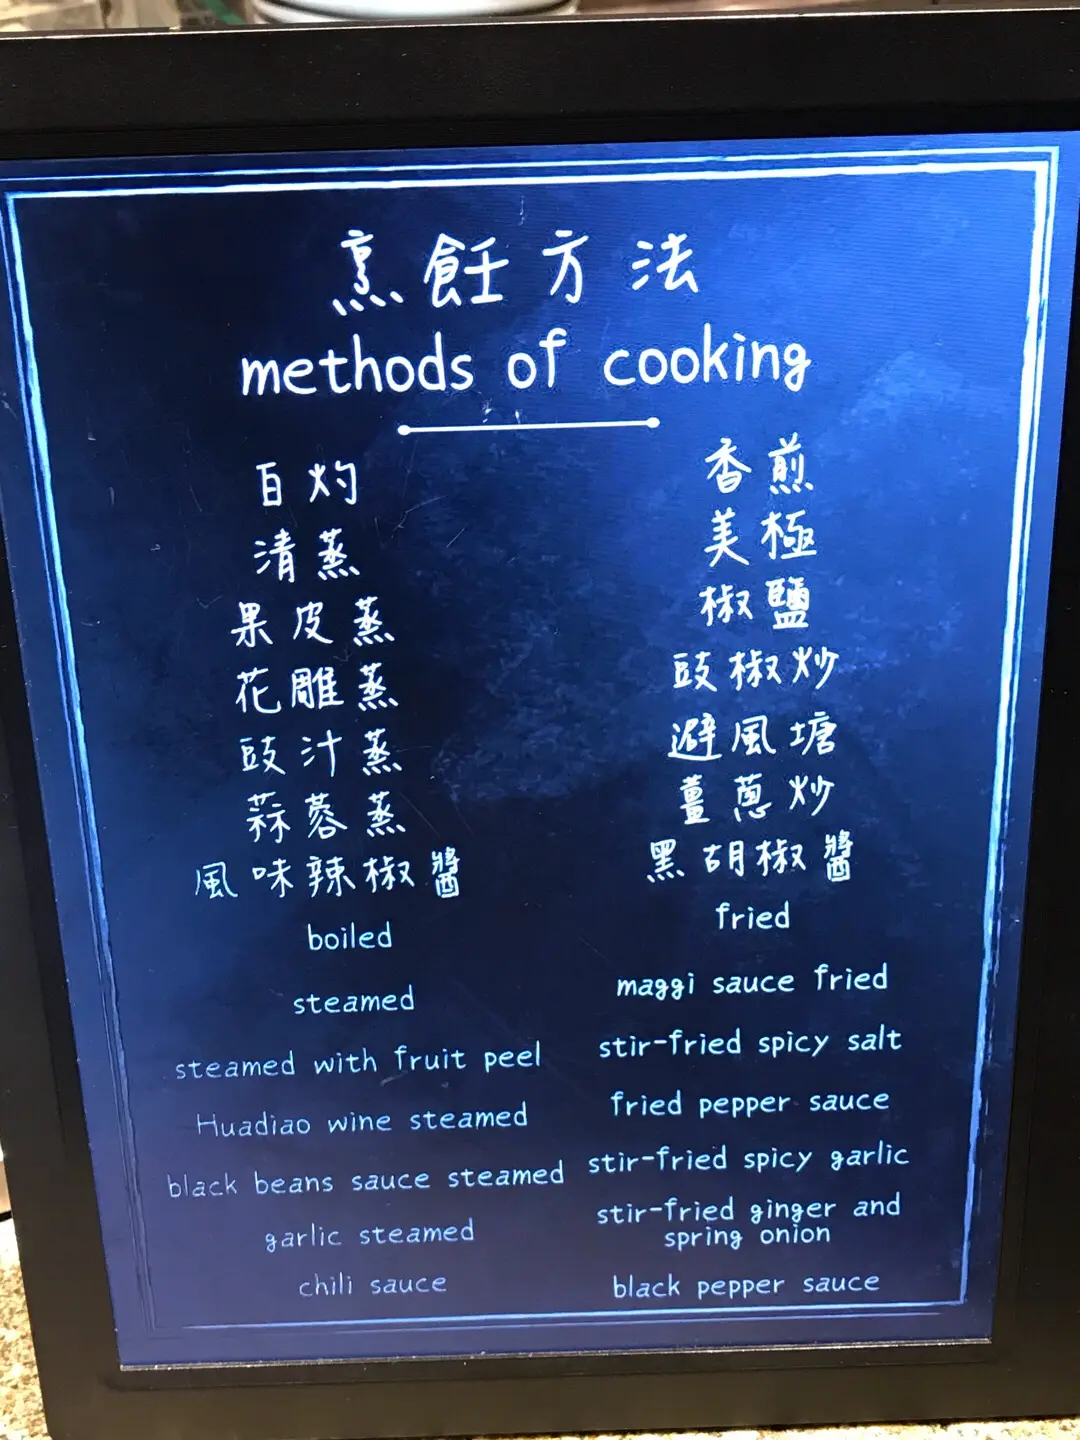 烹飪方法
methods of cooking
白灼
清蒸
果皮蒸
花雕蒸
豉汁蒸
蒜蓉蒸
風味辣椒醬
香煎
美極
椒鹽
豉椒炒
避風塘
薑蔥炒
黑胡椒醬
boiled
steamed
steamed with fruit peel
Huadiao wine steamed
black beans sauce steamed
garlic steamed
chili sauce
fried
maggi sauce fried
stir-fried spicy salt
fried pepper sauce
stir-fried spicy garlic
stir-fried ginger and
spring onion
black pepper sauce